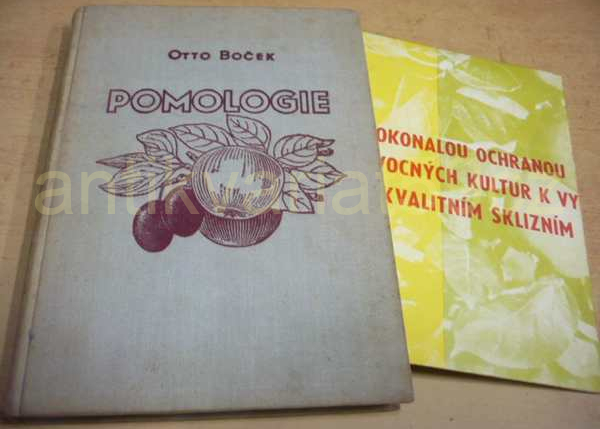 OTTO BOČEK
POMOLOGIE
OKONALOU OCHRANOU
VOCNÝCH KULTUR K VY
KVALITNÍM SKLIZNÍM